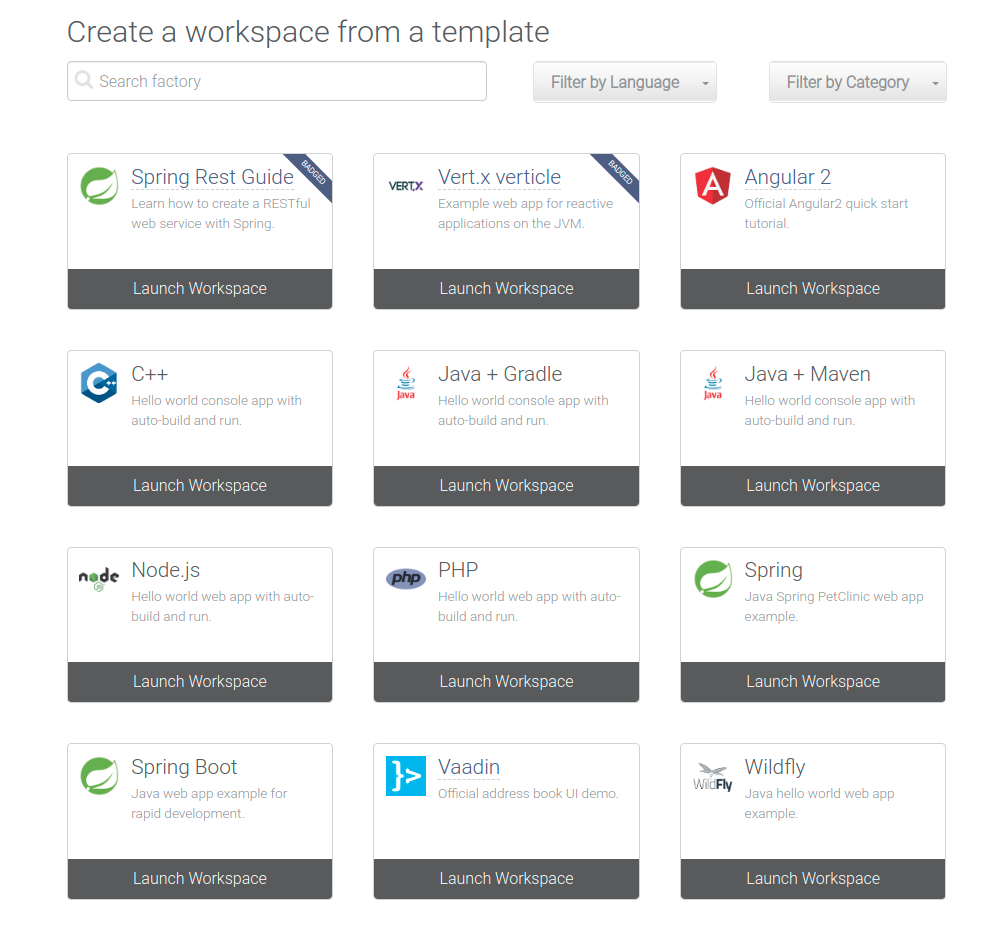 Create a workspace from a template
Search factory
Filter by Language
Filter by Category
BADGED
Spring Rest Guide
Learn how to create a RESTful
web service with Spring.
Launch Workspace
BADGED
VERT.X
Vert.x verticle
Example web app for reactive
applications on the JVM.
Launch Workspace
A
Angular 2
Official Angular2 quick start
tutorial.
Launch Workspace
C++
C++
Hello world console app with
auto-build and run.
Launch Workspace
Java
Java + Gradle
Hello world console app with
auto-build and run.
Launch Workspace
Java
Java + Maven
Hello world console app with
auto-build and run.
Launch Workspace
node
JS
Node.js
Hello world web app with auto-
build and run.
Launch Workspace
php
PHP
Hello world web app with auto-
build and run.
Launch Workspace
Spring
Java Spring PetClinic web app
example.
Launch Workspace
Spring Boot
Java web app example for
rapid development.
Launch Workspace
}>
Vaadin
Official address book UI demo.
Launch Workspace
WildFly
Wildfly
Java hello world web app
example.
Launch Workspace